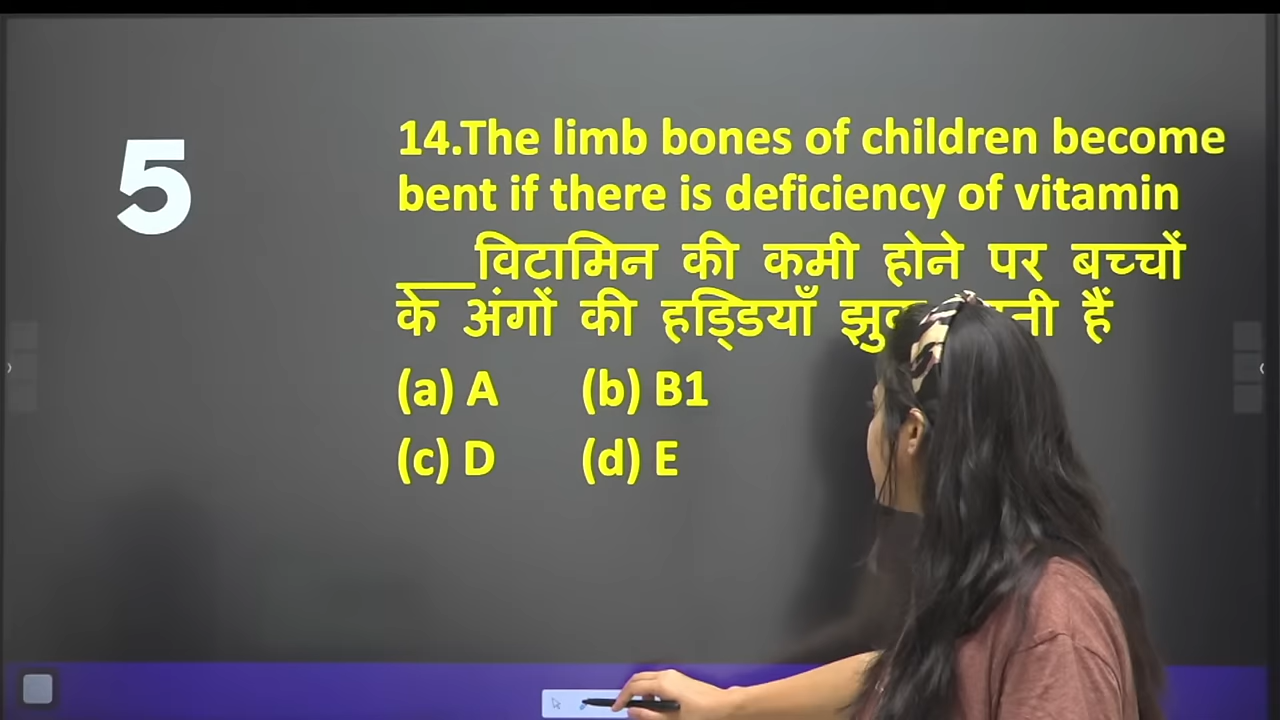 5
14.The limb bones of children become
bent if there is deficiency of vitamin
___विटामिन की कमी होने पर बच्चों
के अंगों की हड्डियाँ हैं
(a) A (b) B1
(c) D (d) E